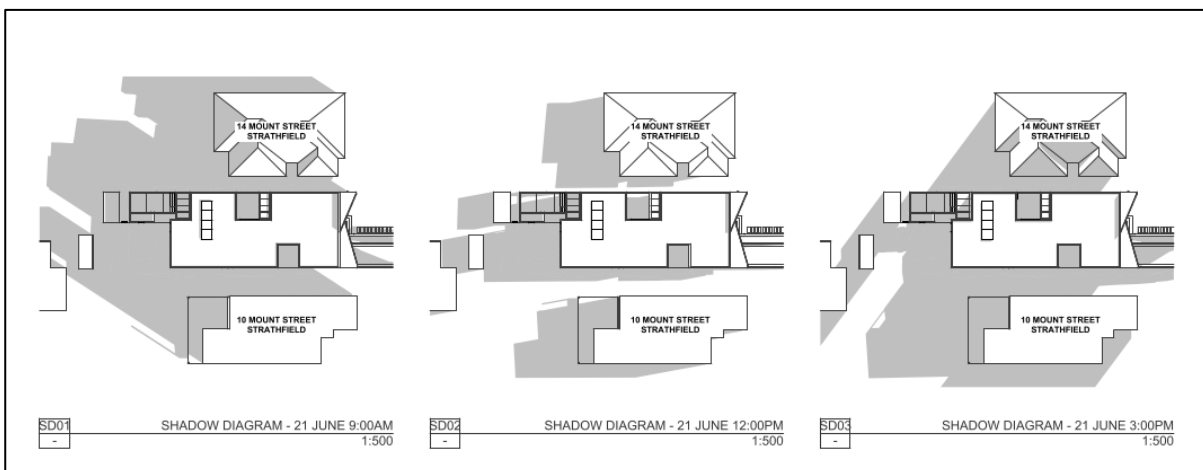 14 MOUNT STREET
STRATHFIELD
10 MOUNT STREET
STRATHFIELD
SD01
-
SHADOW DIAGRAM - 21 JUNE 9:00AM
1:500
14 MOUNT STREET
STRATHFIELD
10 MOUNT STREET
STRATHFIELD
SD02
-
SHADOW DIAGRAM - 21 JUNE 12:00PM
1:500
14 MOUNT STREET
STRATHFIELD
10 MOUNT STREET
STRATHFIELD
SD03
-
SHADOW DIAGRAM - 21 JUNE 3:00PM
1:500